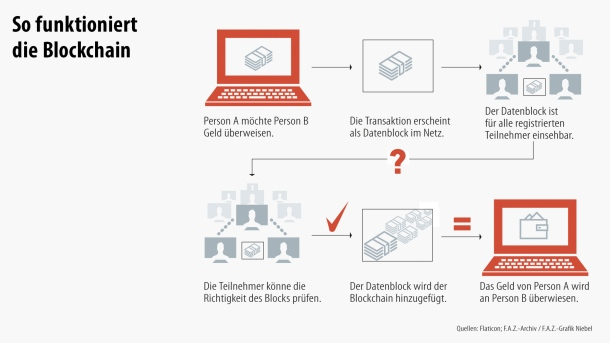 So funktioniert
die Blockchain
Person A möchte Person B
Geld überweisen.
Die Transaktion erscheint
als Datenblock im Netz.
Der Datenblock ist
für alle registrierten
Teilnehmer einsehbar.
?
Die Teilnehmer könne die
Richtigkeit des Blocks prüfen.
Der Datenblock wird der
Blockchain hinzugefügt.
=
Das Geld von Person A wird
an Person B überwiesen.
Quellen: Flaticon; F.A.Z.-Archiv / F.A.Z.-Grafik Niebel